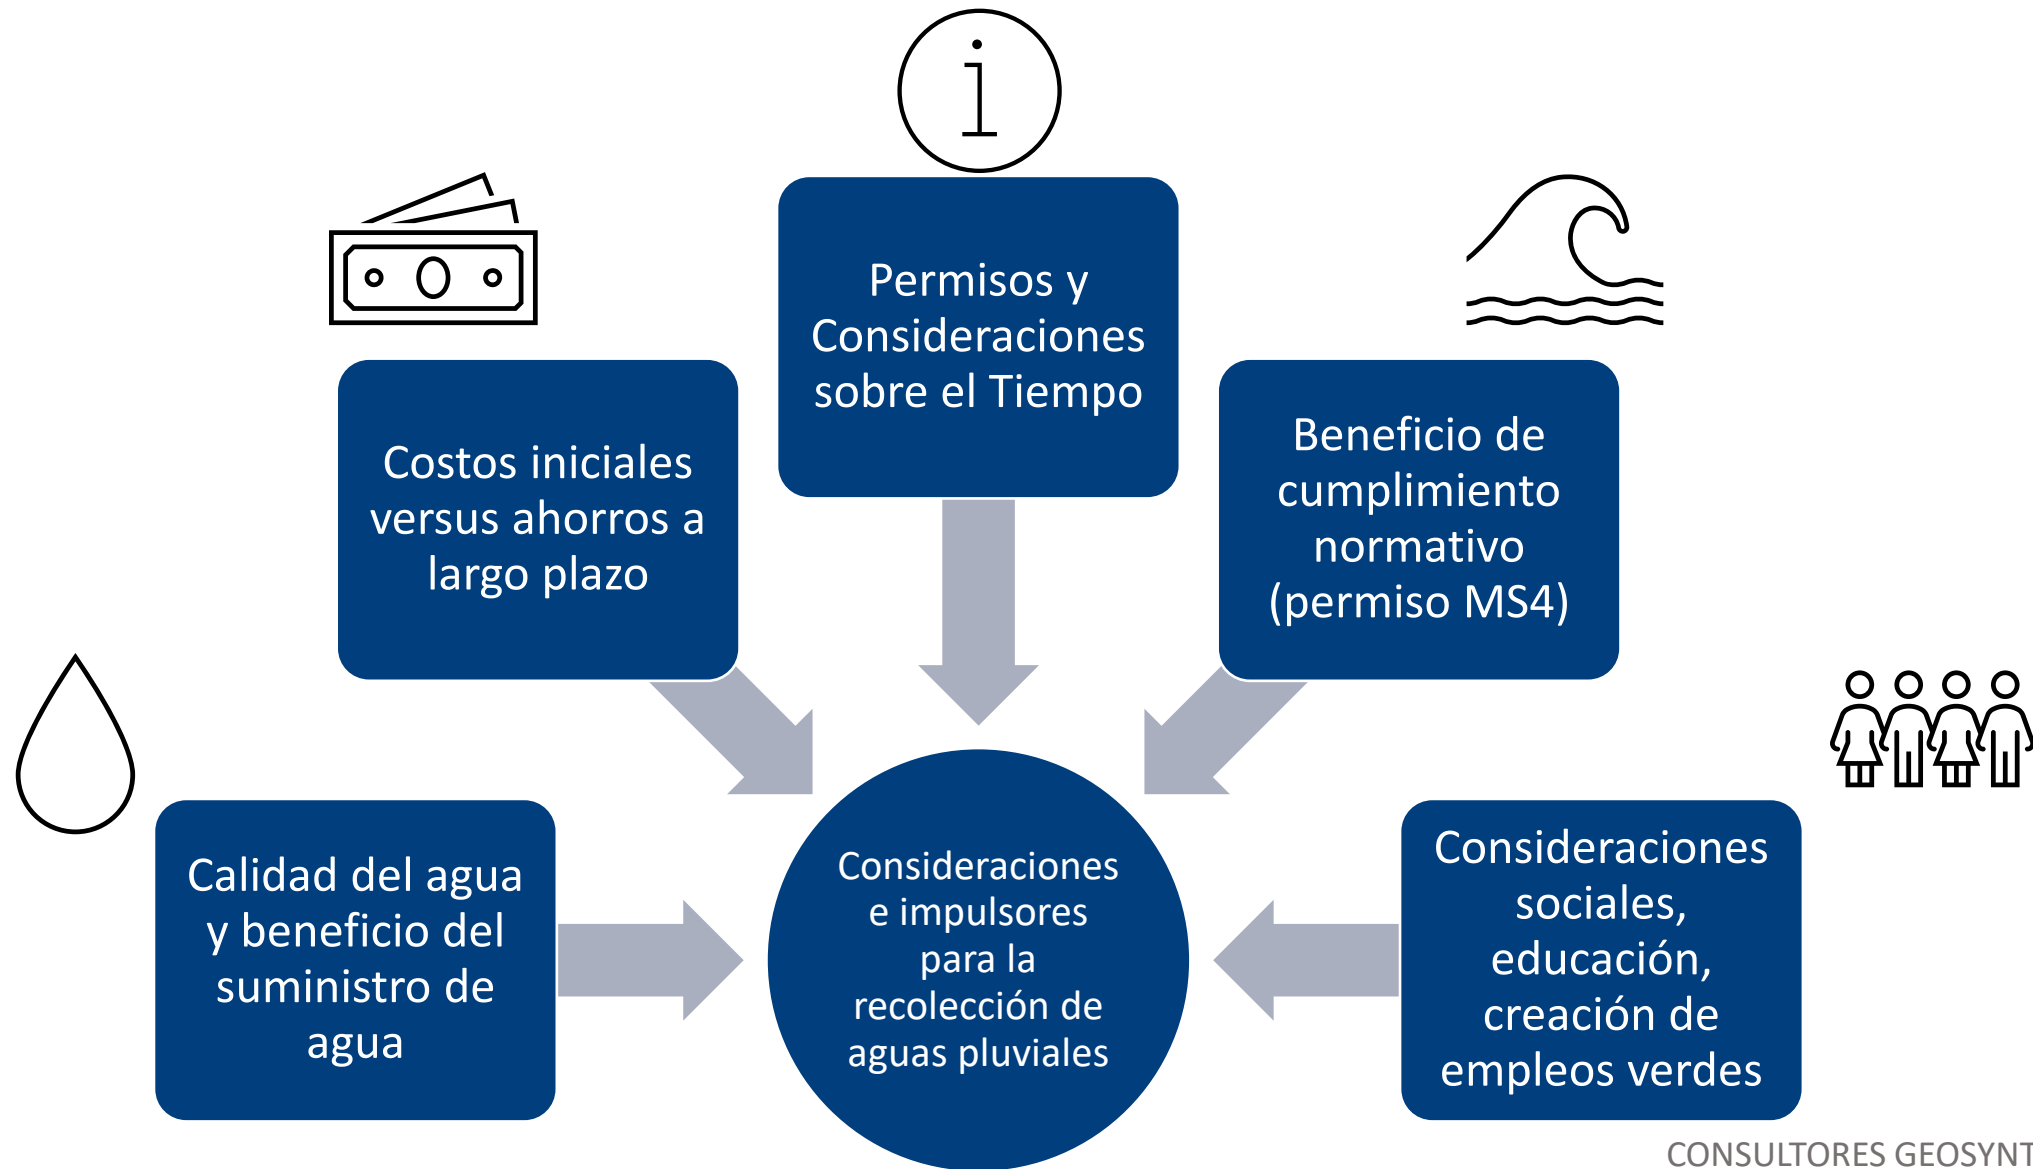 Permisos y
Consideraciones
sobre el Tiempo
Costos iniciales
versus ahorros a
largo plazo
Beneficio de
cumplimiento
normativo
(permiso MS4)
Calidad del agua
y beneficio del
suministro de
agua
Consideraciones
e impulsores
para la
recolección de
aguas pluviales
Consideraciones
sociales,
educación,
creación de
empleos verdes
CONSULTORES GEOSYNT